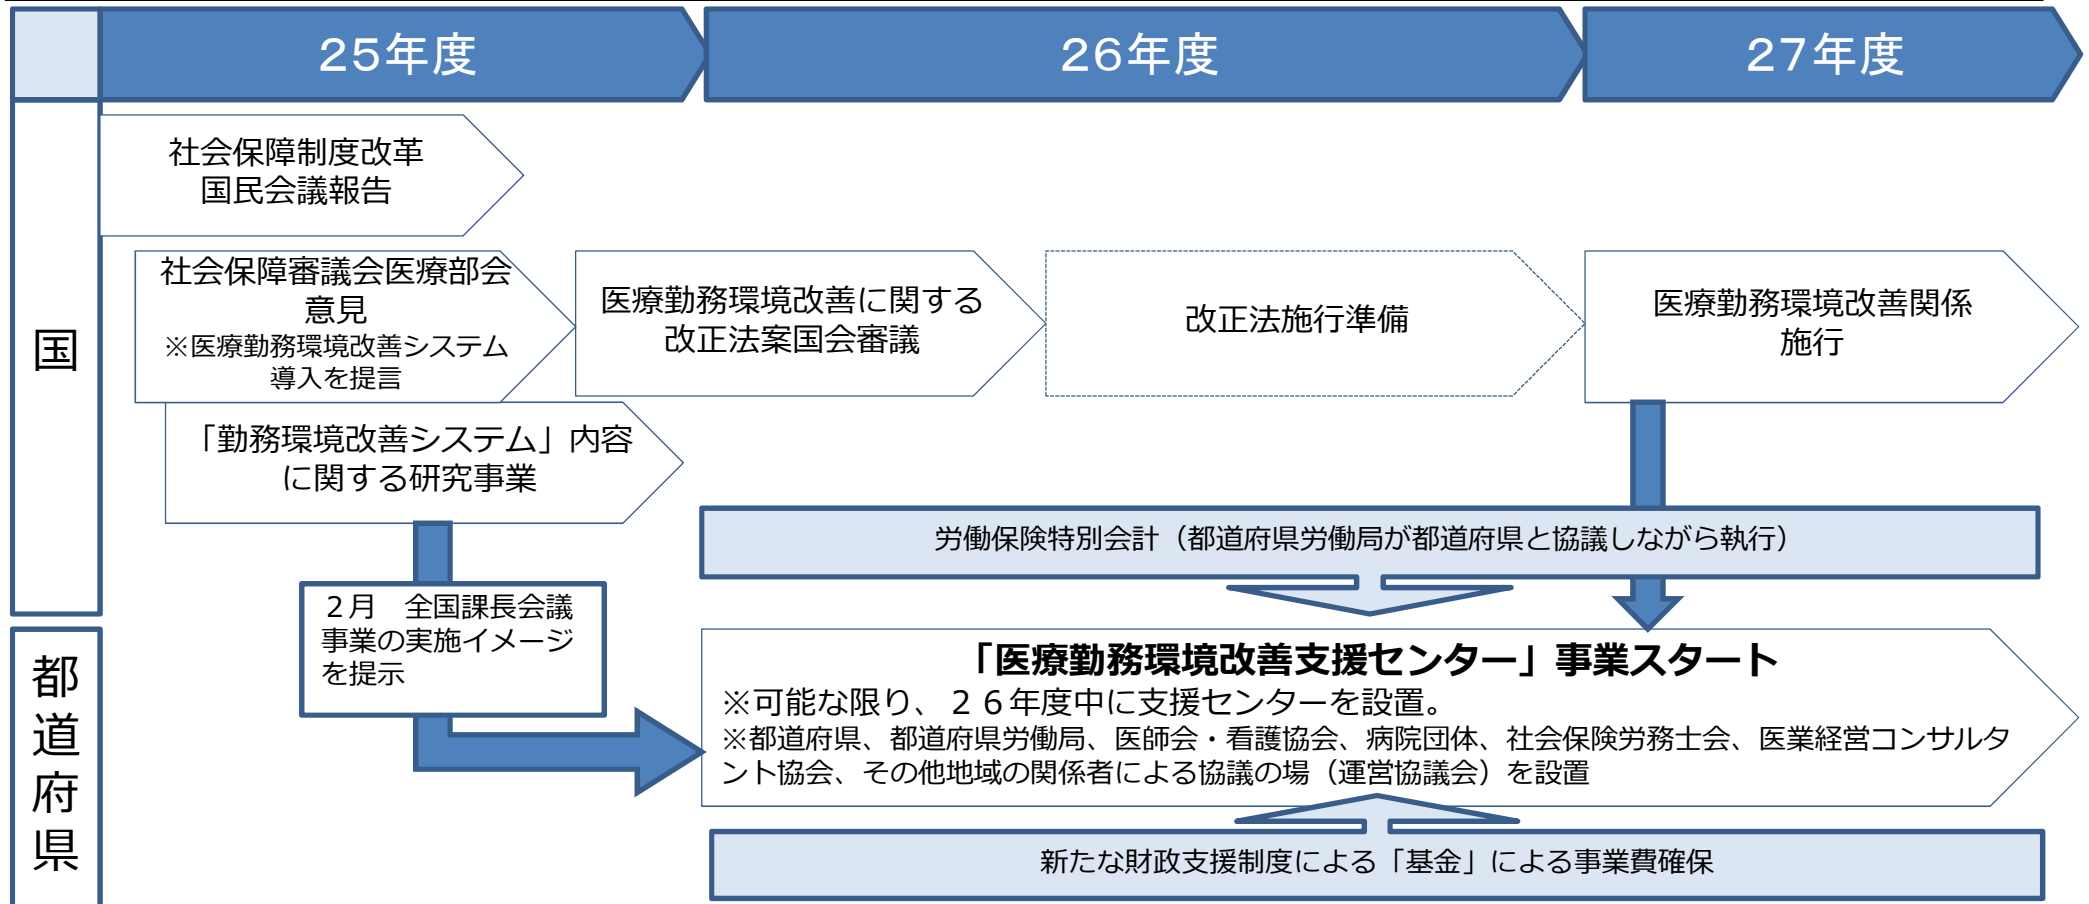 25年度
26年度
27年度
国
社会保障制度改革
国民会議報告
社会保障審議会医療部会
意見
※医療勤務環境改善システム
導入を提言
医療勤務環境改善に関する
改正法案国会審議
改正法施行準備
医療勤務環境改善関係
施行
「勤務環境改善システム」内容
に関する研究事業
労働保険特別会計（都道府県労働局が都道府県と協議しながら執行）
２月　全国課長会議
事業の実施イメージ
を提示
都道府県
「医療勤務環境改善支援センター」事業スタート
※可能な限り、２６年度中に支援センターを設置。
※都道府県、都道府県労働局、医師会・看護協会、病院団体、社会保険労務士会、医業経営コンサルタ
ント協会、その他地域の関係者による協議の場（運営協議会）を設置
新たな財政支援制度による「基金」による事業費確保